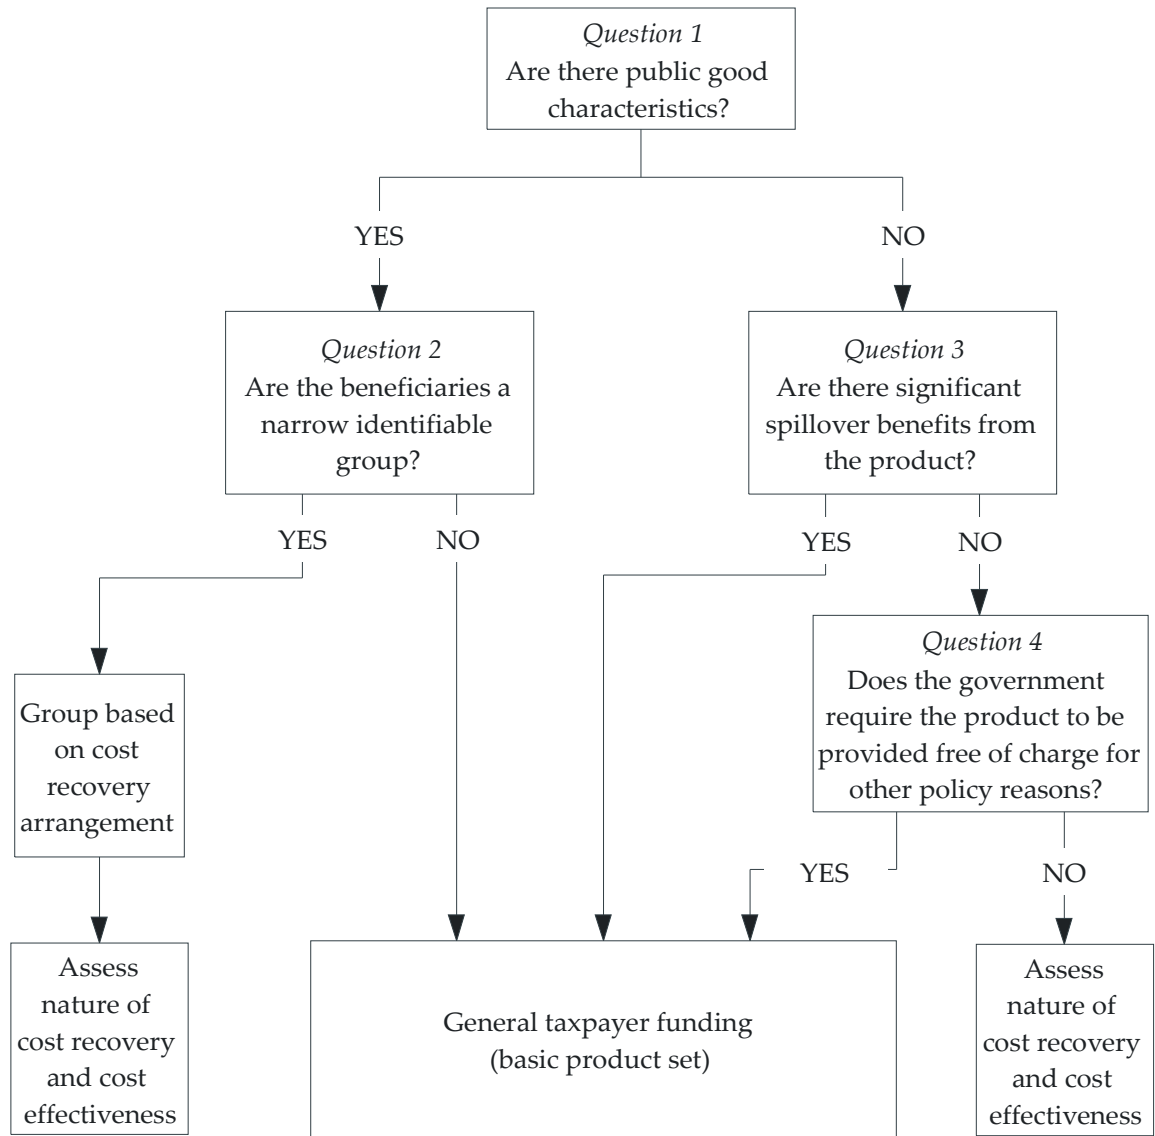 Question 1
Are there public good
characteristics?
YES
NO
Question 2
Are the beneficiaries a
narrow identifiable
group?
Question 3
Are there significant
spillover benefits from
the product?
YES
NO
YES
NO
Question 4
Does the government
require the product to be
provided free of charge for
other policy reasons?
Group based
on cost
recovery
arrangement
YES
NO
Assess
nature of
cost recovery
and cost
effectiveness
General taxpayer funding
(basic product set)
Assess
nature of
cost recovery
and cost
effectiveness